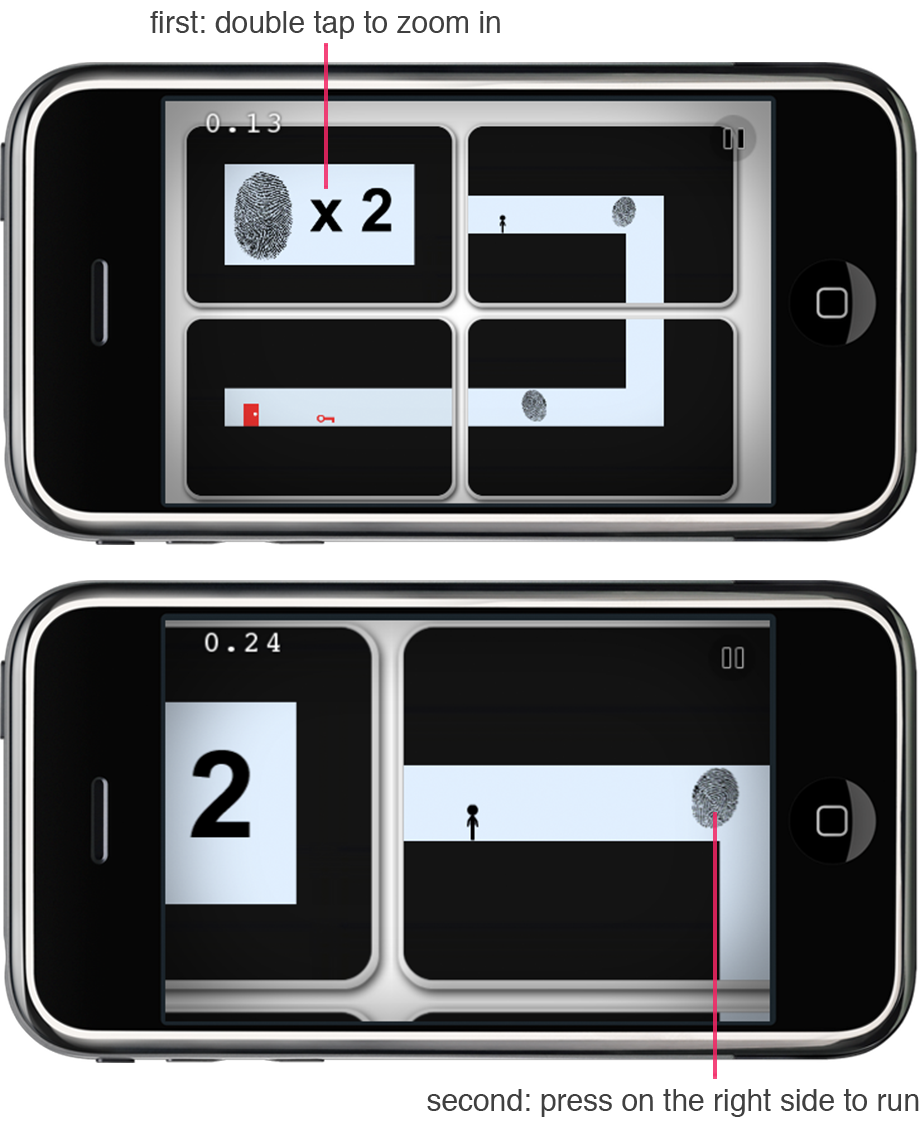 first: double tap to zoom in
0.13
x 2
0.24
2
second: press on the right side to run